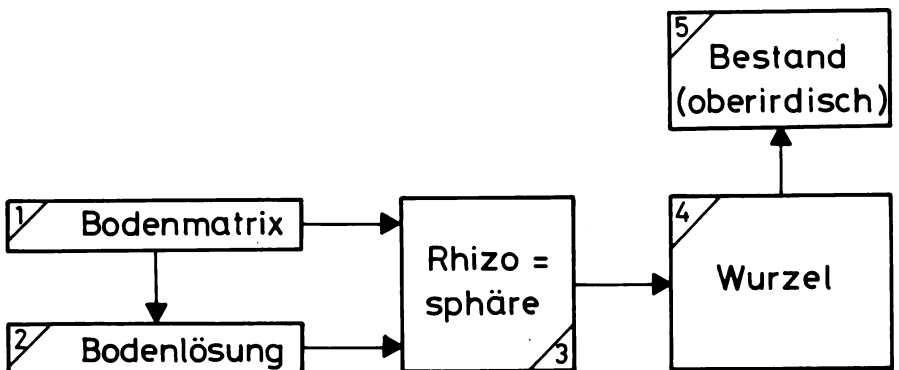 5
Bestand
(oberirdisch)
1 Bodenmatrix
2 Bodenlösung
Rhizo =
sphäre
3
4
Wurzel